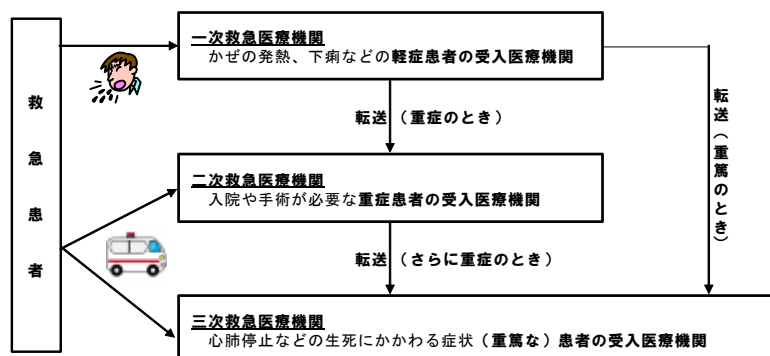 救急患者
一次救急医療機関
かぜの発熱、下痢などの軽症患者の受入医療機関
転送（重症のとき）
転送（重篤のとき）
二次救急医療機関
入院や手術が必要な重症患者の受入医療機関
転送（さらに重症のとき）
三次救急医療機関
心肺停止などの生死にかかわる症状（重篤な）患者の受入医療機関